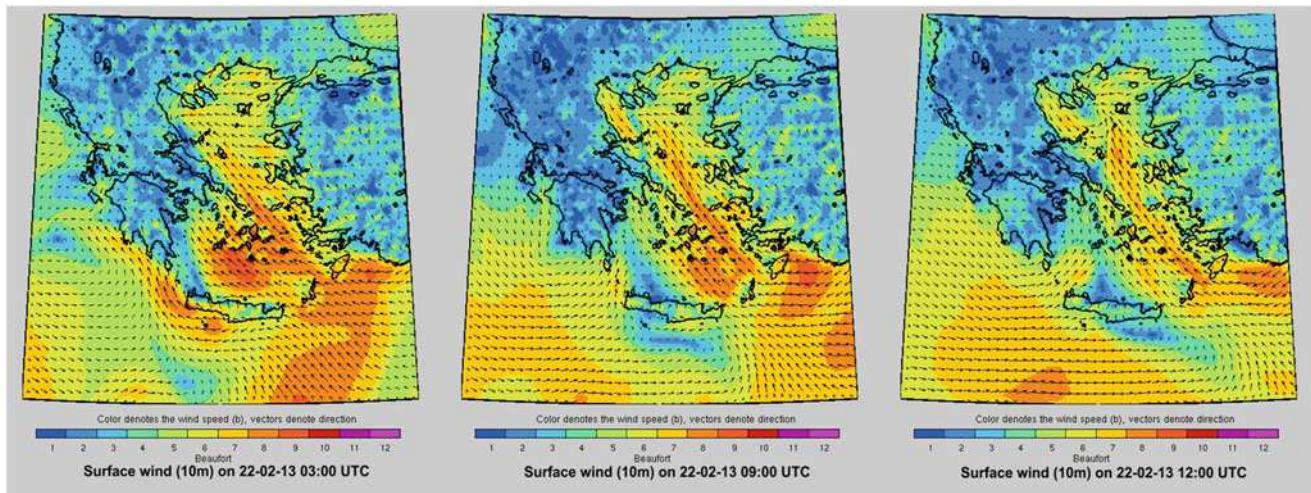 Color denotes the wind speed (b), vectors denote direction
1 2 3 4 5 6 7 8 9 10 11 12
Beaufort
Surface wind (10m) on 22-02-13 03:00 UTC
Color denotes the wind speed (b), vectors denote direction
1 2 3 4 5 6 7 8 9 10 11 12
Beaufort
Surface wind (10m) on 22-02-13 09:00 UTC
Color denotes the wind speed (b), vectors denote direction
1 2 3 4 5 6 7 8 9 10 11 12
Beaufort
Surface wind (10m) on 22-02-13 12:00 UTC